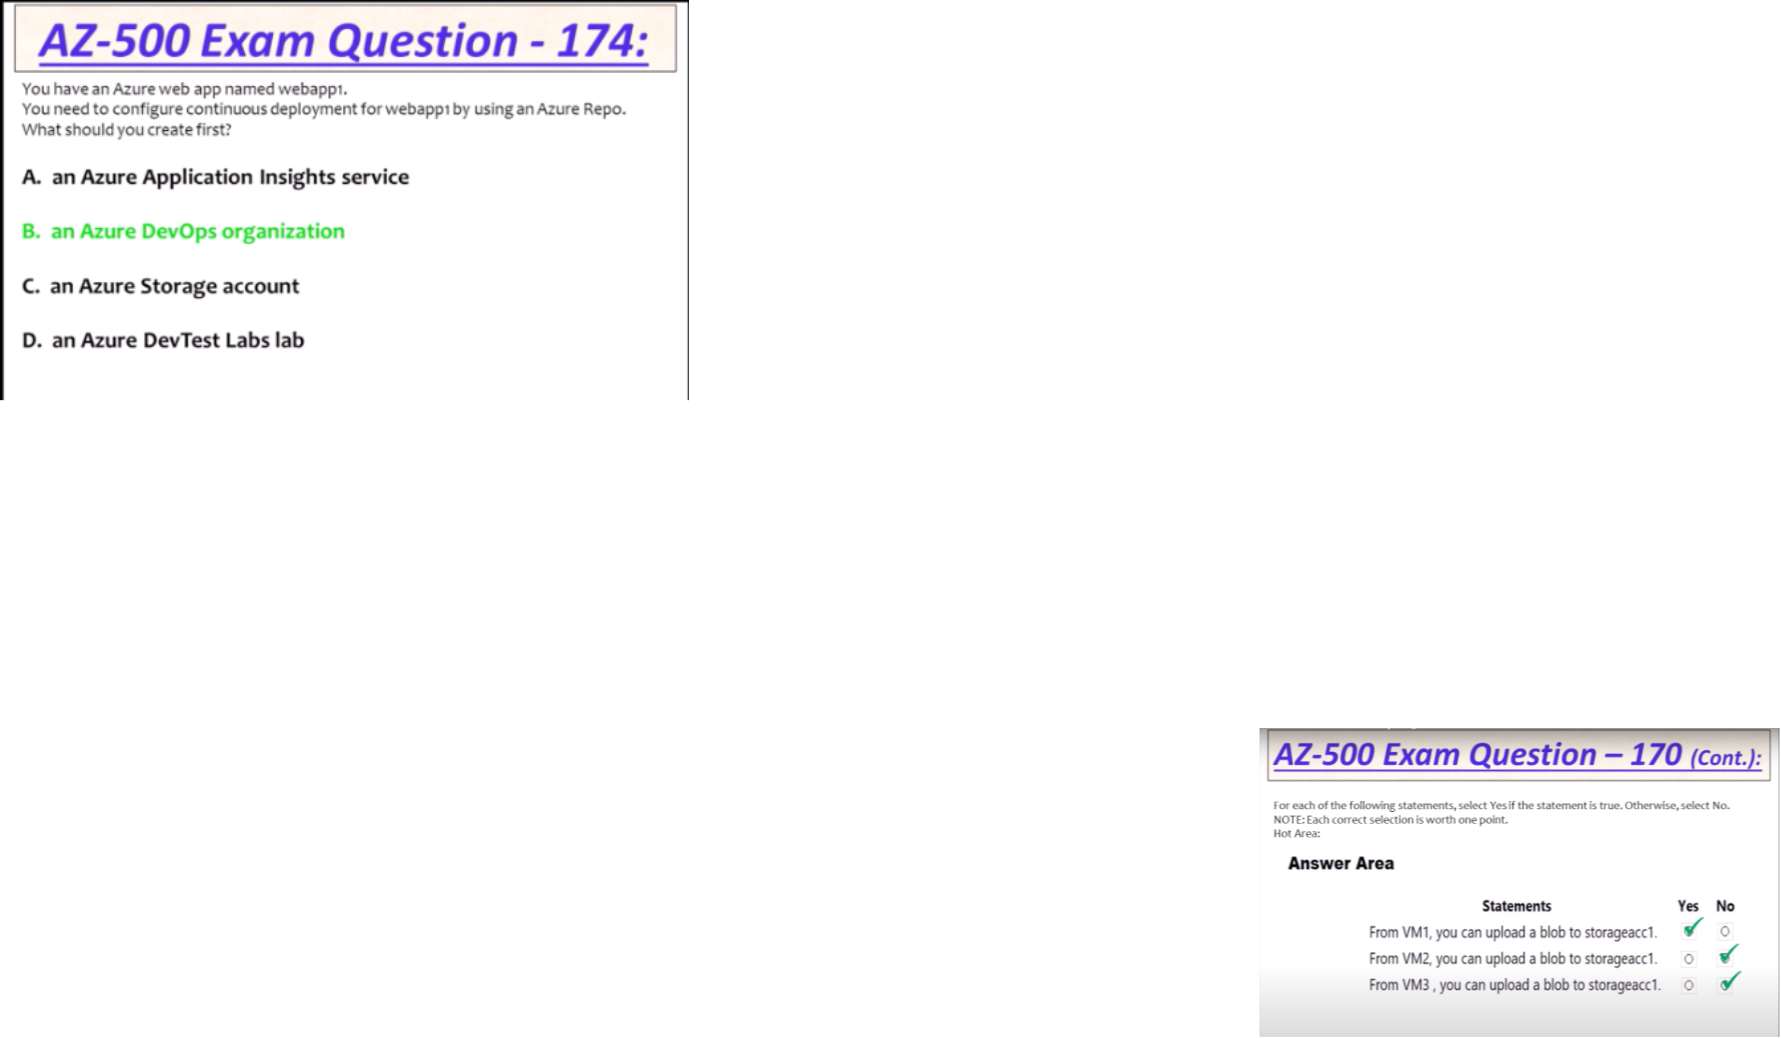 AZ-500 Exam Question - 174:
You have an Azure web app named webapp1.
You need to configure continuous deployment for webapp1 by using an Azure Repo.
What should you create first?
A. an Azure Application Insights service
B. an Azure DevOps organization
C. an Azure Storage account
D. an Azure DevTest Labs lab
AZ-500 Exam Question – 170 (Cont.):
For each of the following statements, select Yes if the statement is true. Otherwise, select No.
NOTE: Each correct selection is worth one point.
Hot Area:
Answer Area
Statements Yes No
From VM1, you can upload a blob to storageacc1.
From VM2, you can upload a blob to storageacc1.
From VM3 , you can upload a blob to storageacc1.